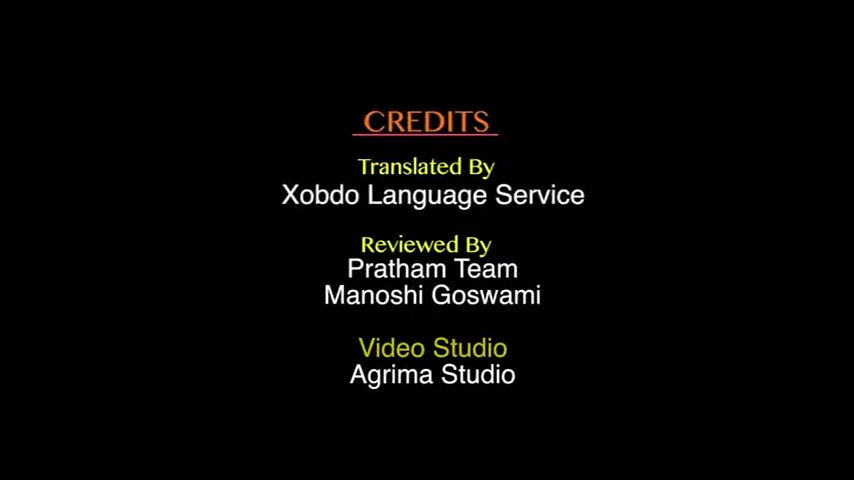 CREDITS
Translated By
Xobdo Language Service
Reviewed By
Pratham Team
Manoshi Goswami
Video Studio
Agrima Studio